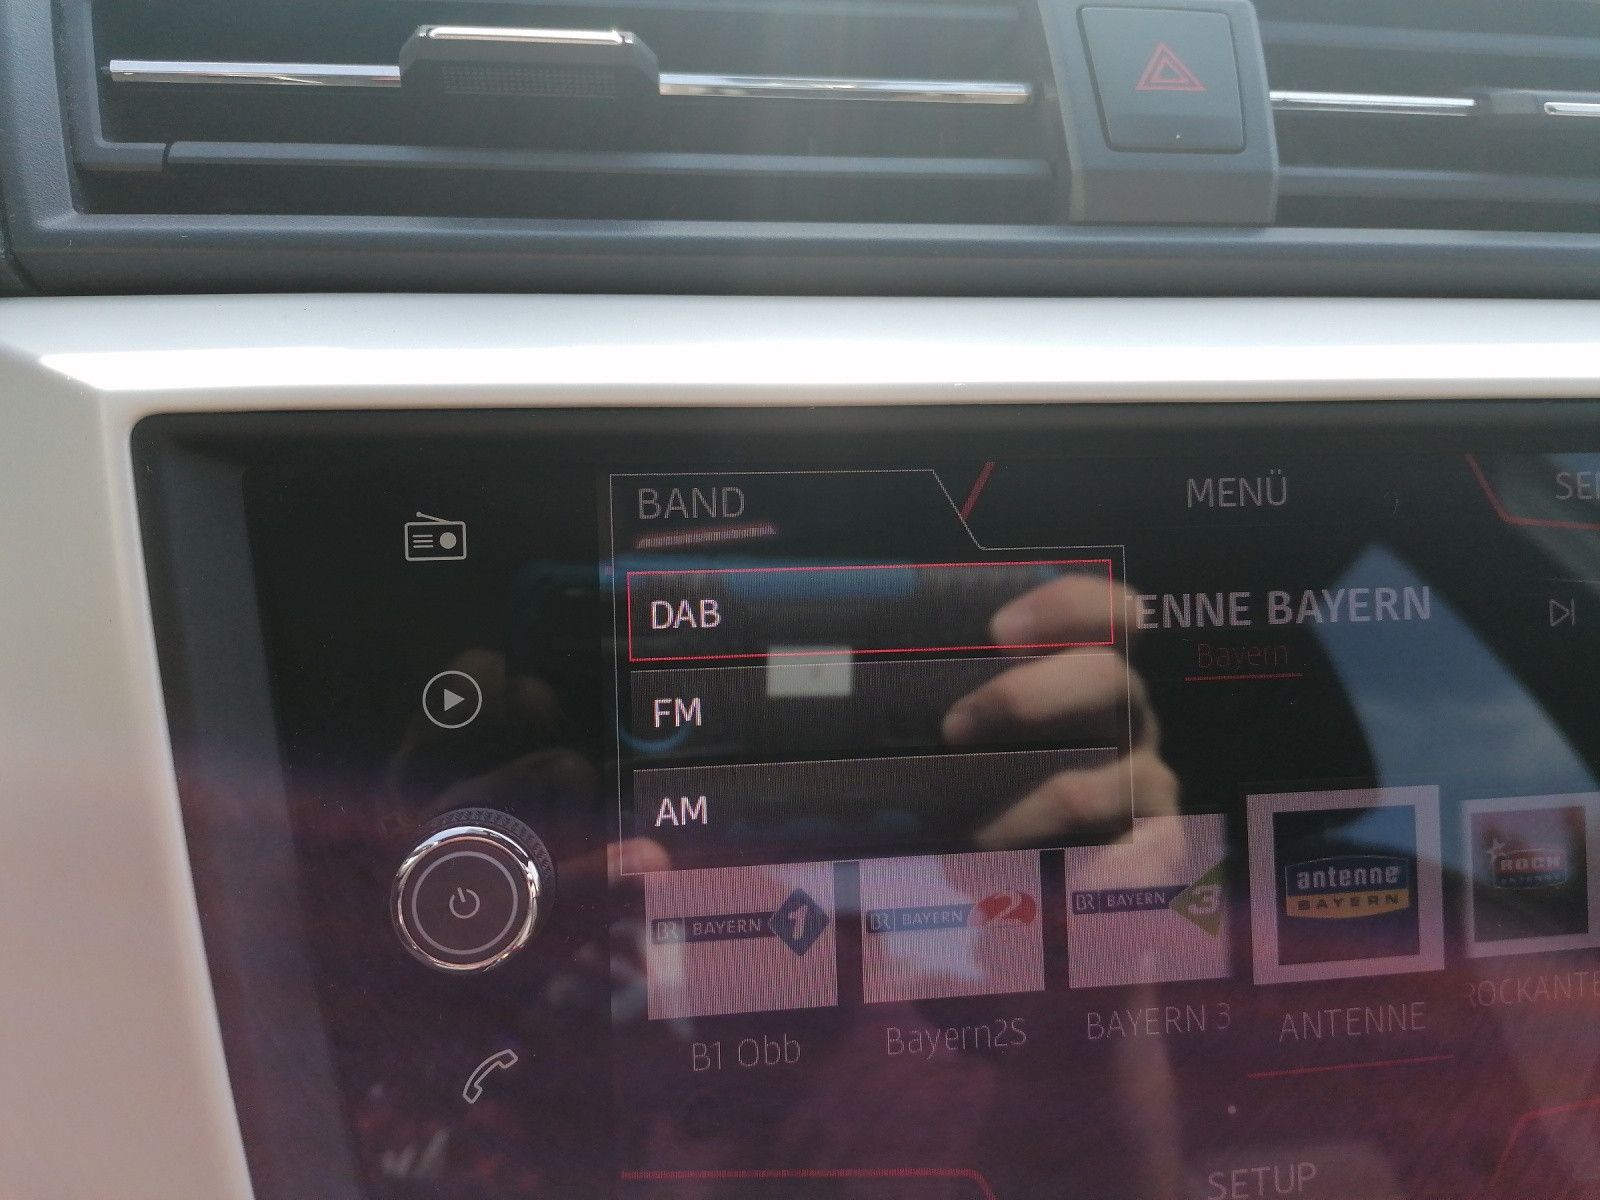 BAND
MENÜ
DAB
ENNE BAYERN
Bayern
FM
AM
BR BAYERN 1
BR BAYERN 2
BR BAYERN 3
antenne
BAYERN
ROCK
ANTENNE
B1 Obb
Bayern2S
BAYERN 3
ANTENNE
ROCKANTE
SETUP